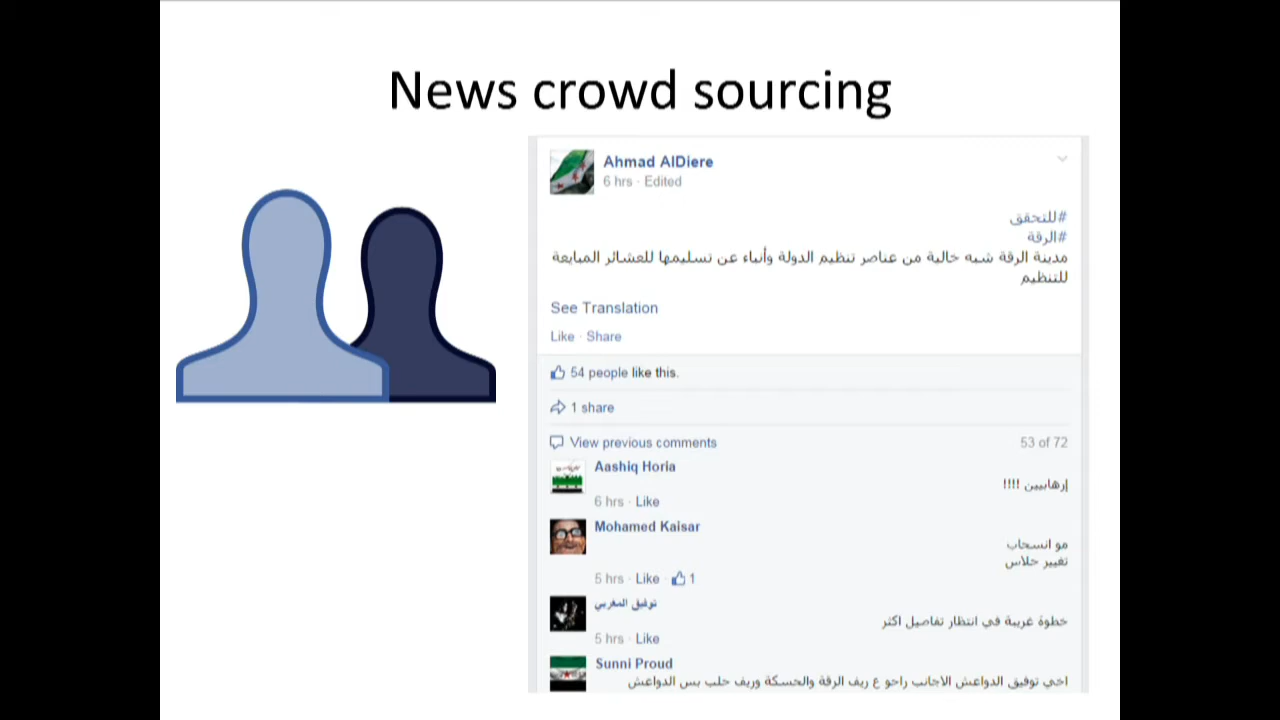 News crowd sourcing
Ahmad AlDiere
6 hrs · Edited
#للتحقق
#الرقة
مدينة الرقة شبه خالية من عناصر تنظيم الدولة وأنباء عن تسليمها للعشائر المبايعة
للتنظيم
See Translation
Like · Share
54 people like this.
1 share
View previous comments 53 of 72
Aashiq Horia
إرهابيين !!!!
6 hrs · Like
Mohamed Kaisar
مو انسحاب
تغيير جلاس
5 hrs · Like · 1
توفيق المغربي
خطوة غريبة في انتظار تفاصيل اكثر
5 hrs · Like
Sunni Proud
اخي توفيق الدواعش الاجانب راحو ع ريف الرقة والحسكة وريف حلب بس الدواعش